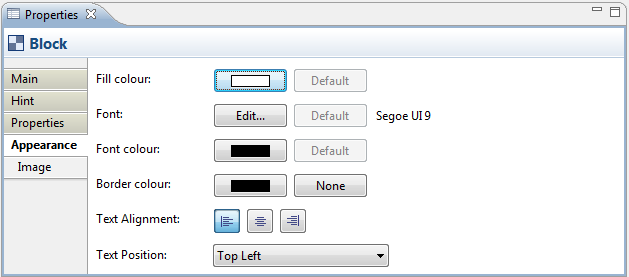 Properties
Block
Main
Hint
Properties
Appearance
Image
Fill colour: Default
Font: Edit... Default Segoe UI 9
Font colour: Default
Border colour: None
Text Alignment:
Text Position: Top Left